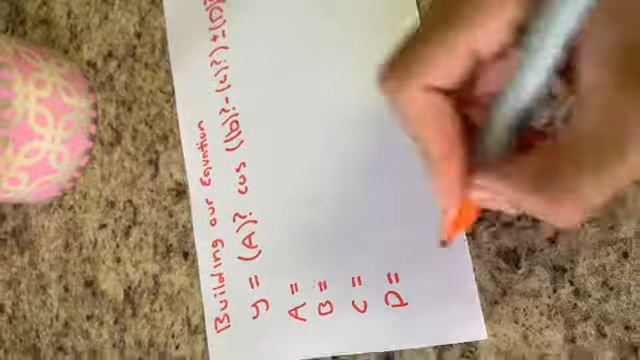 Building our Equation
y = (A)? cos ((b)? - (c)?) ± (D)?
A =
B =
C =
D =